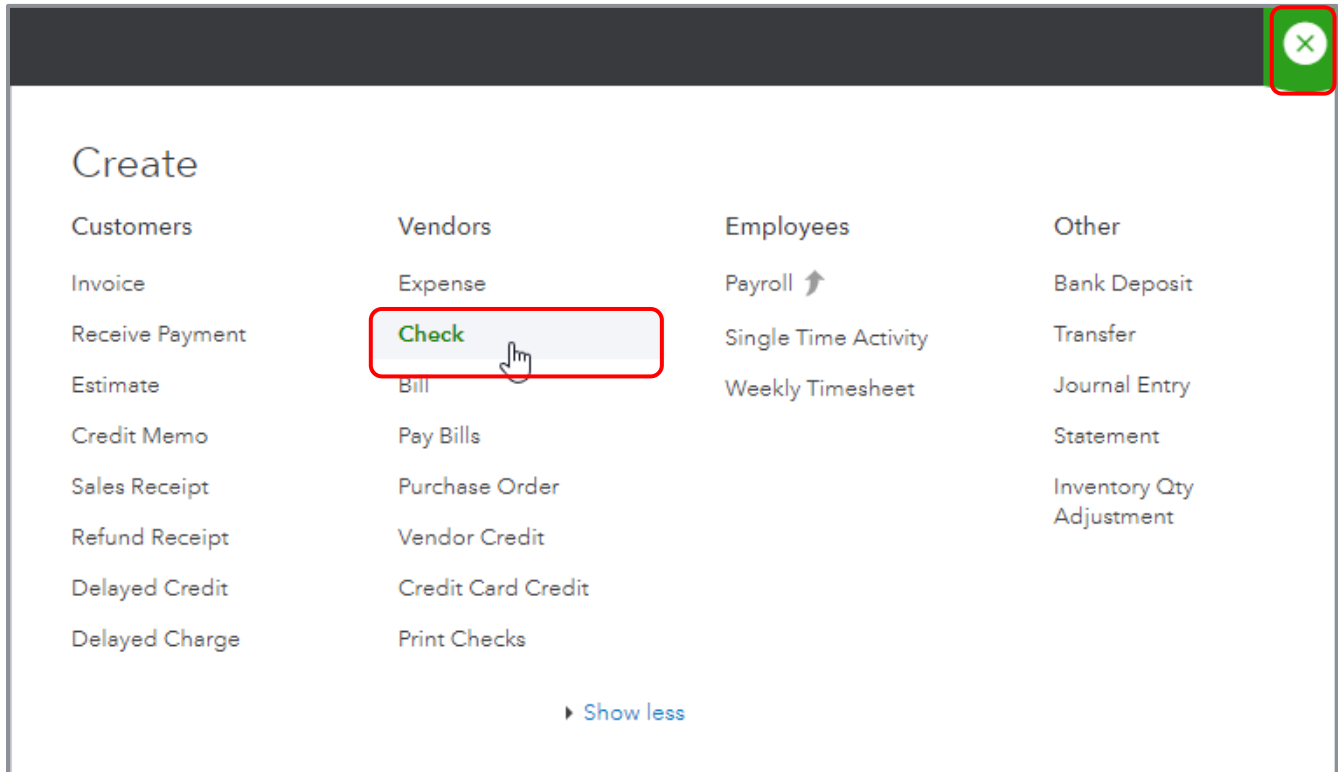 Create
Customers
Invoice
Receive Payment
Estimate
Credit Memo
Sales Receipt
Refund Receipt
Delayed Credit
Delayed Charge
Vendors
Expense
Check
Bill
Pay Bills
Purchase Order
Vendor Credit
Credit Card Credit
Print Checks
Employees
Payroll
Single Time Activity
Weekly Timesheet
Other
Bank Deposit
Transfer
Journal Entry
Statement
Inventory Qty
Adjustment
Show less